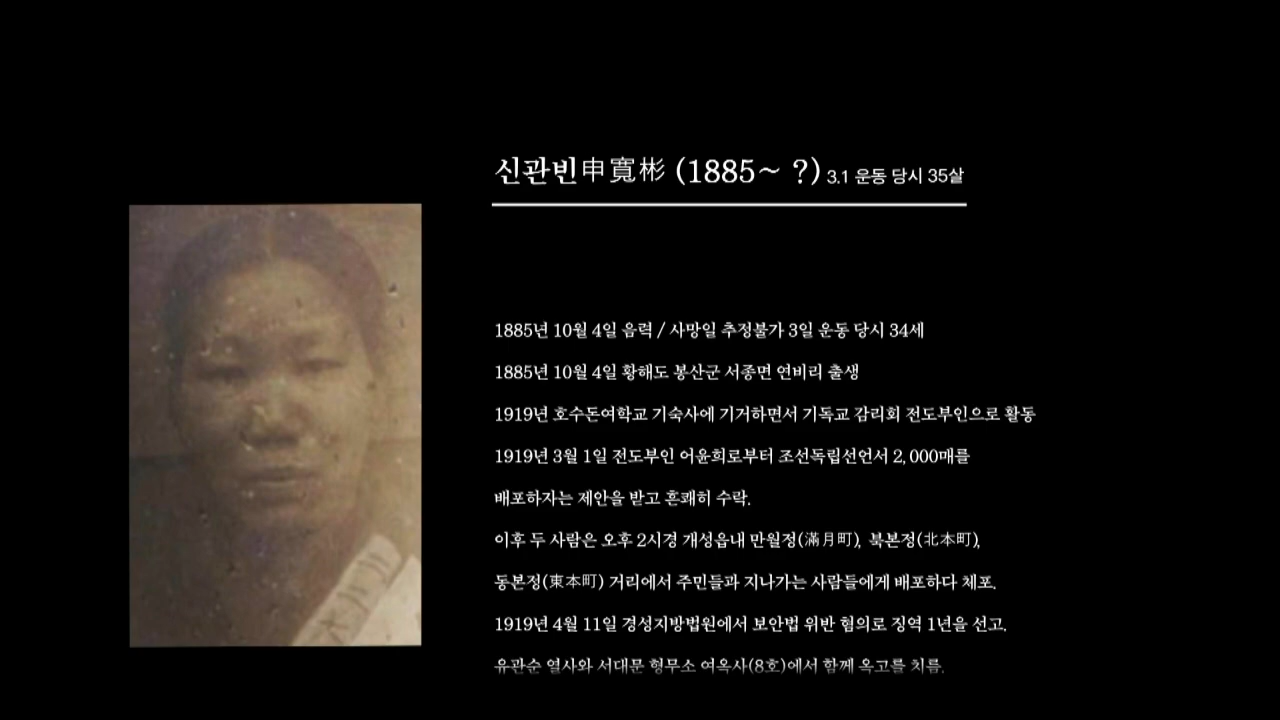 신관빈申寬彬 (1885~ ?) 3.1 운동 당시 35살
1885년 10월 4일 음력 / 사망일 추정불가 3일 운동 당시 34세
1885년 10월 4일 황해도 봉산군 서종면 연비리 출생
1919년 호수돈여학교 기숙사에 기거하면서 기독교 감리회 전도부인으로 활동
1919년 3월 1일 전도부인 어윤희로부터 조선독립선언서 2, 000매를
배포하자는 제안을 받고 흔쾌히 수락.
이후 두 사람은 오후 2시경 개성읍내 만월정(滿月町), 북본정(北本町),
동본정(東本町) 거리에서 주민들과 지나가는 사람들에게 배포하다 체포.
1919년 4월 11일 경성지방법원에서 보안법 위반 혐의로 징역 1년을 선고.
유관순 열사와 서대문 형무소 여옥사(8호)에서 함께 옥고를 치름.